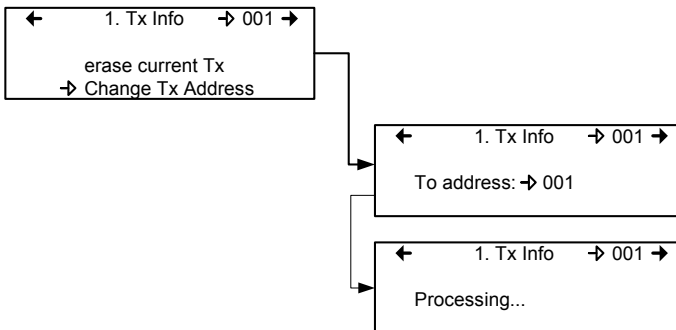 1. Tx Info 001
erase current Tx
Change Tx Address
1. Tx Info 001
To address: 001
1. Tx Info 001
Processing...